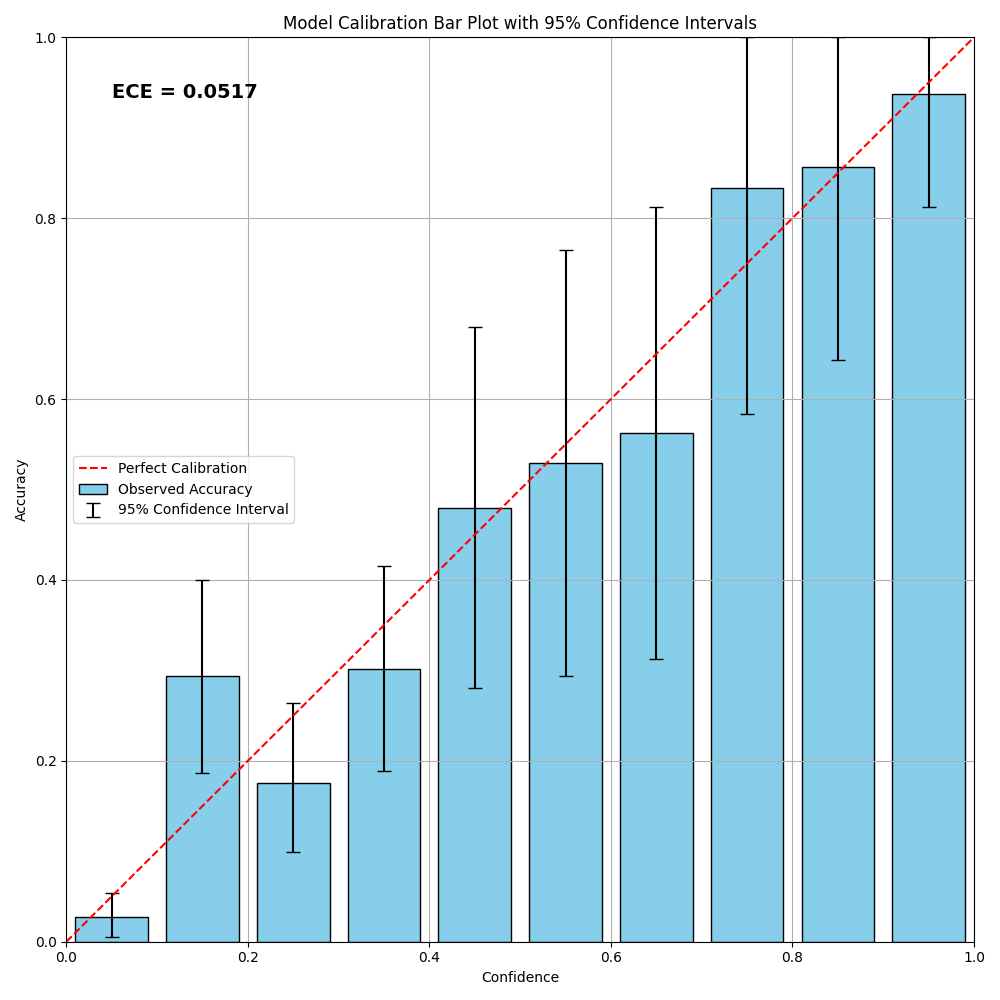 Model Calibration Bar Plot with 95% Confidence Intervals
ECE = 0.0517
Accuracy
1.0
0.8
0.6
0.4
0.2
0.0
Perfect Calibration
Observed Accuracy
95% Confidence Interval
0.0 0.2 0.4 0.6 0.8 1.0
Confidence